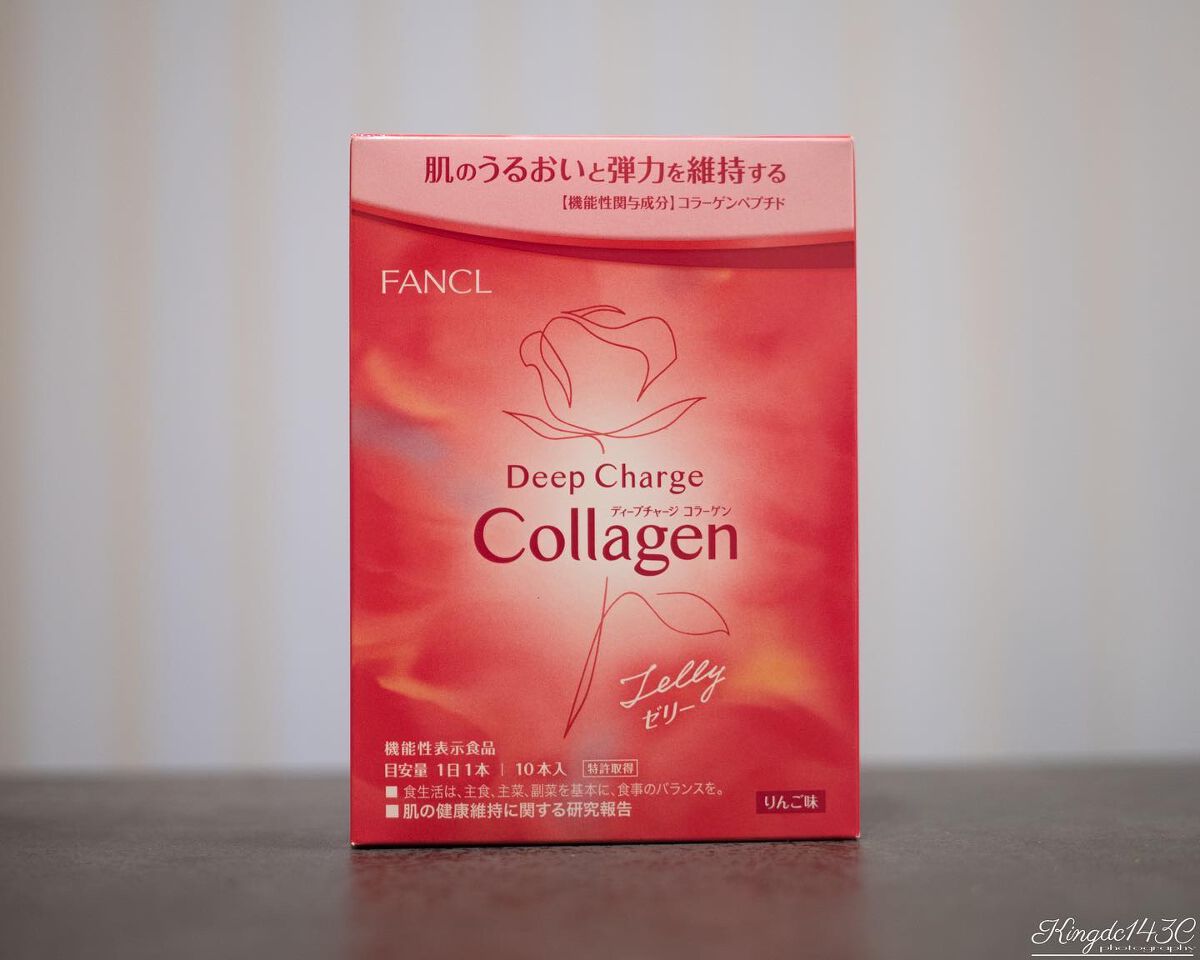 肌のうるおいと弾力を維持する
【機能性関与成分】コラーゲンペプチド
FANCL
Deep Charge
ディープチャージ コラーゲン
Collagen
Jelly
ゼリー
機能性表示食品
目安量 1日1本 | 10本入 特許取得
■ 食生活は、主食、主菜、副菜を基本に、食事のバランスを。
■ 肌の健康維持に関する研究報告
りんご味
Kingdc143C
photography